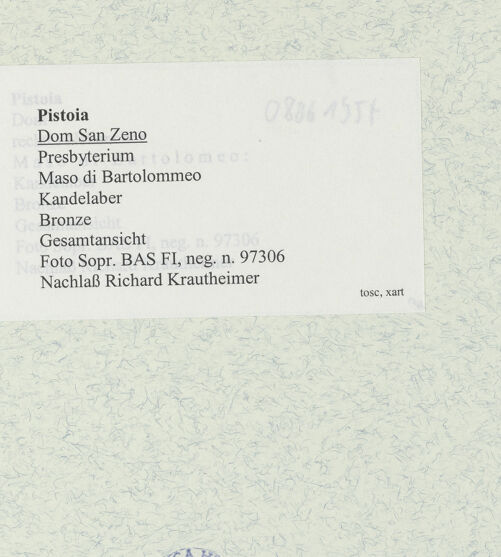 Pistoia
Dom San Zeno
Presbyterium
Maso di Bartolommeo
Kandelaber
Bronze
Gesamtansicht
Foto Sopr. BAS FI, neg. n. 97306
Nachlaß Richard Krautheimer
tosc, xart